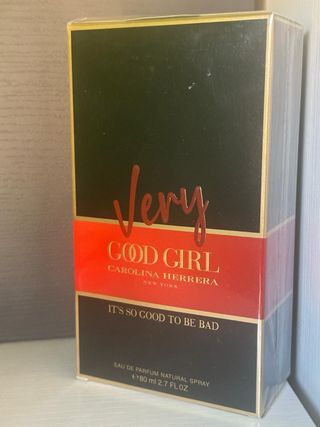 Very
GOOD GIRL
CAROLINA HERRERA
NEW YORK
IT'S SO GOOD TO BE BAD
EAU DE PARFUM NATURAL SPRAY
℮ 80 ml 2.7 FL OZ